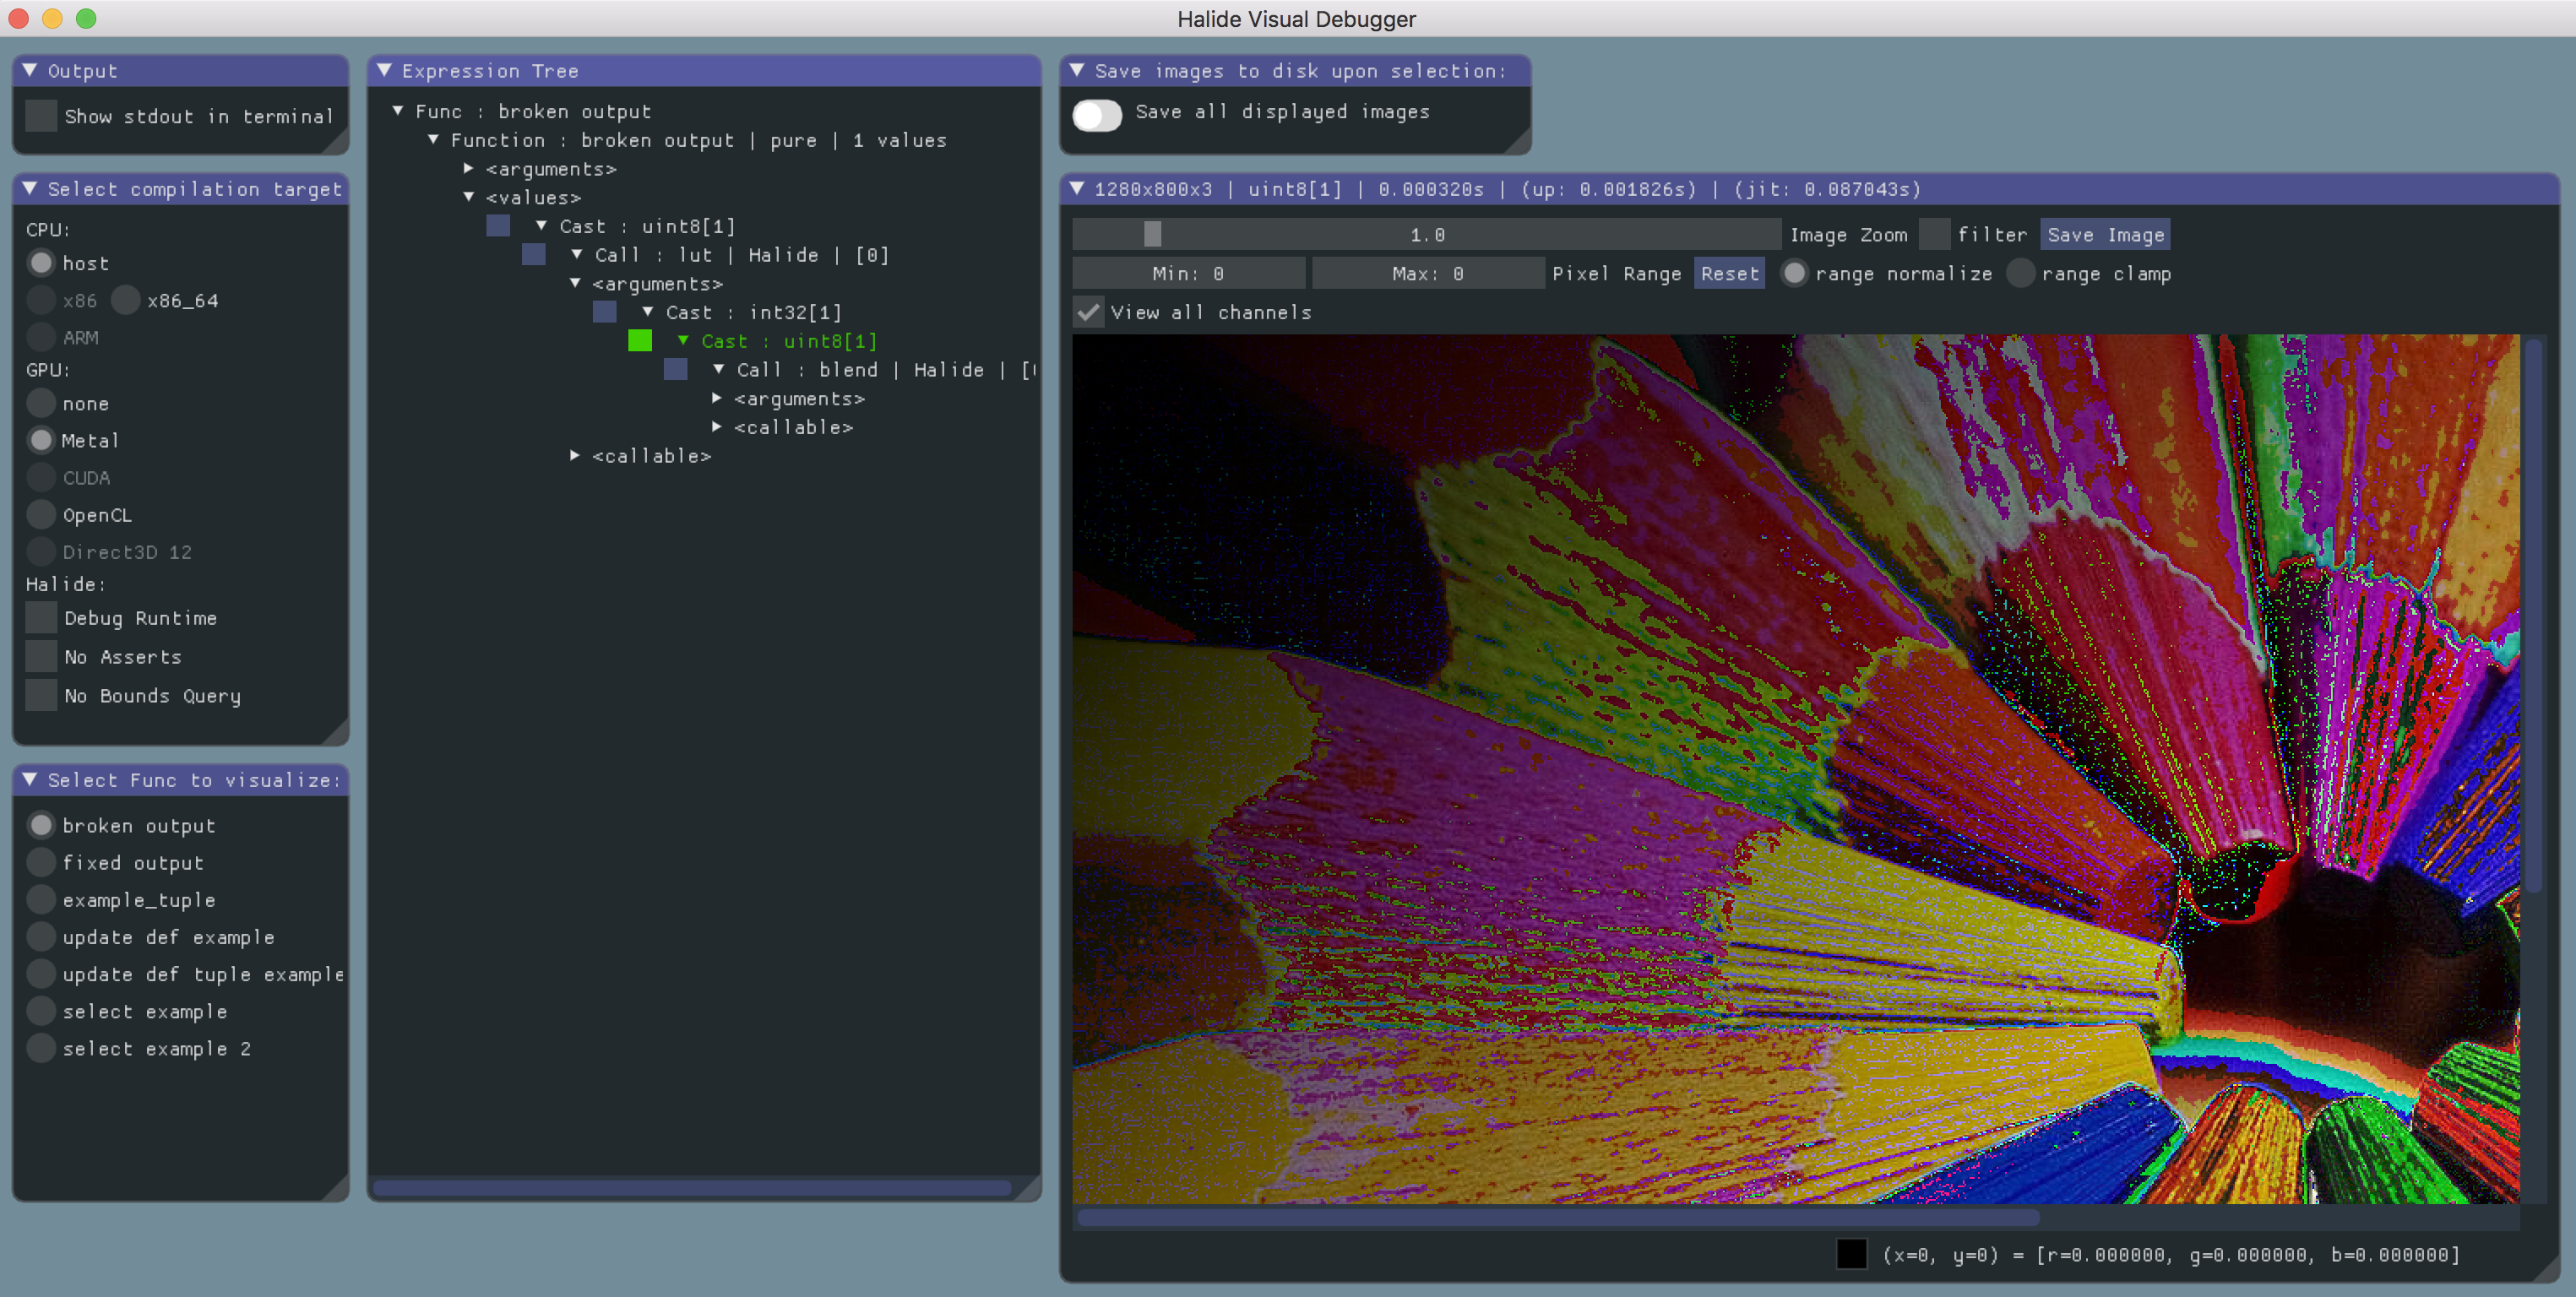 Halide Visual Debugger
Output
Show stdout in terminal
Select compilation target
CPU:
host
x86 x86_64
ARM
GPU:
none
Metal
CUDA
OpenCL
Direct3D 12
Halide:
Debug Runtime
No Asserts
No Bounds Query
Select Func to visualize:
broken output
fixed output
example_tuple
update def example
update def tuple example
select example
select example 2
Expression Tree
Func : broken output
Function : broken output | pure | 1 values
<arguments>
<values>
Cast : uint8[1]
Call : lut | Halide | [0]
<arguments>
Cast : int32[1]
Cast : uint8[1]
Call : blend | Halide | [
<arguments>
<callable>
<callable>
Save images to disk upon selection:
Save all displayed images
1280x800x3 | uint8[1] | 0.000320s | (up: 0.001826s) | (jit: 0.087043s)
1.0 Image Zoom filter Save Image
Min: 0 Max: 0 Pixel Range Reset range normalize range clamp
View all channels
(x=0, y=0) = [r=0.000000, g=0.000000, b=0.000000]